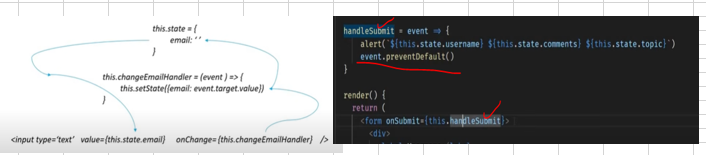 this.state = {
email: ‘ ’
}
this.changeEmailHandler = (event ) => {
this.setState({email: event.target.value})
}
<input type=‘text’ value={this.state.email} onChange={this.changeEmailHandler} />
handleSubmit = event => {
alert(`${this.state.username} ${this.state.comments} ${this.state.topic}`)
event.preventDefault()
}
render() {
return (
<form onSubmit={this.handleSubmit}>
<div>